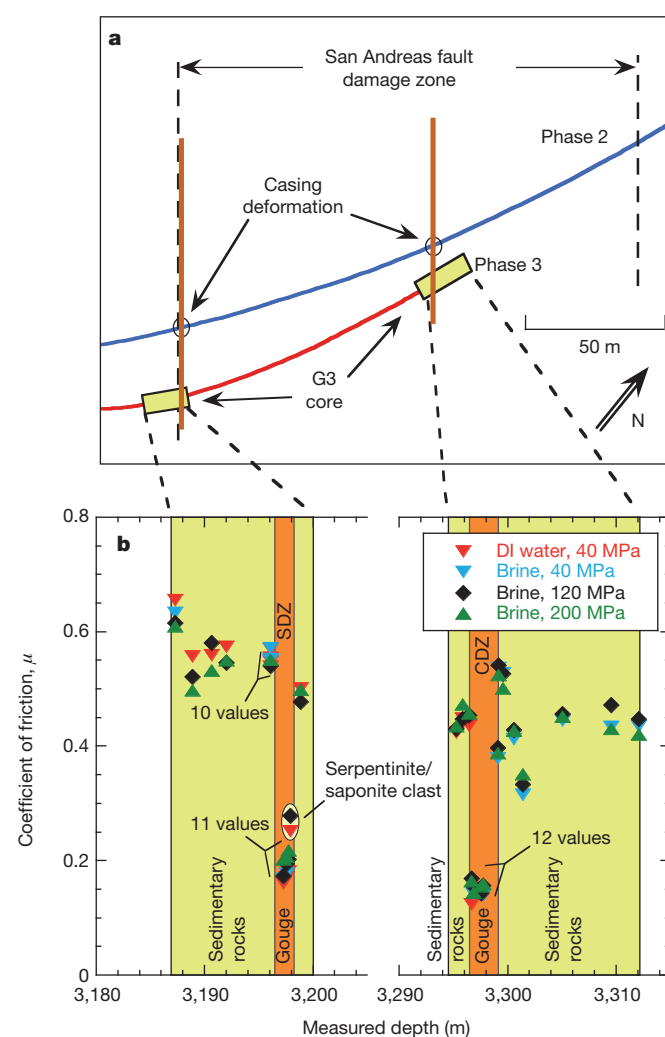 a
San Andreas fault
damage zone
Phase 2
Casing
deformation
Phase 3
50 m
G3
core
N
b
0.8
0.6
0.4
0.2
0
Coefficient of friction, μ
DI water, 40 MPa
Brine, 40 MPa
Brine, 120 MPa
Brine, 200 MPa
SDZ
CDZ
10 values
Serpentinite/
saponite clast
11 values
12 values
Sedimentary
rocks
Gouge
Sedimentary
rocks
Gouge
Sedimentary
rocks
3,180
3,190
3,200
3,290
3,300
3,310
Measured depth (m)